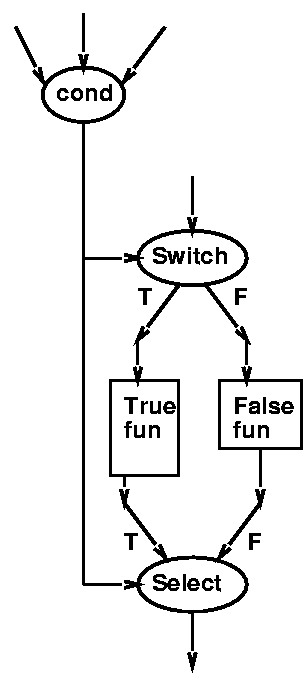 cond
Switch
T
F
True
fun
False
fun
T
F
Select